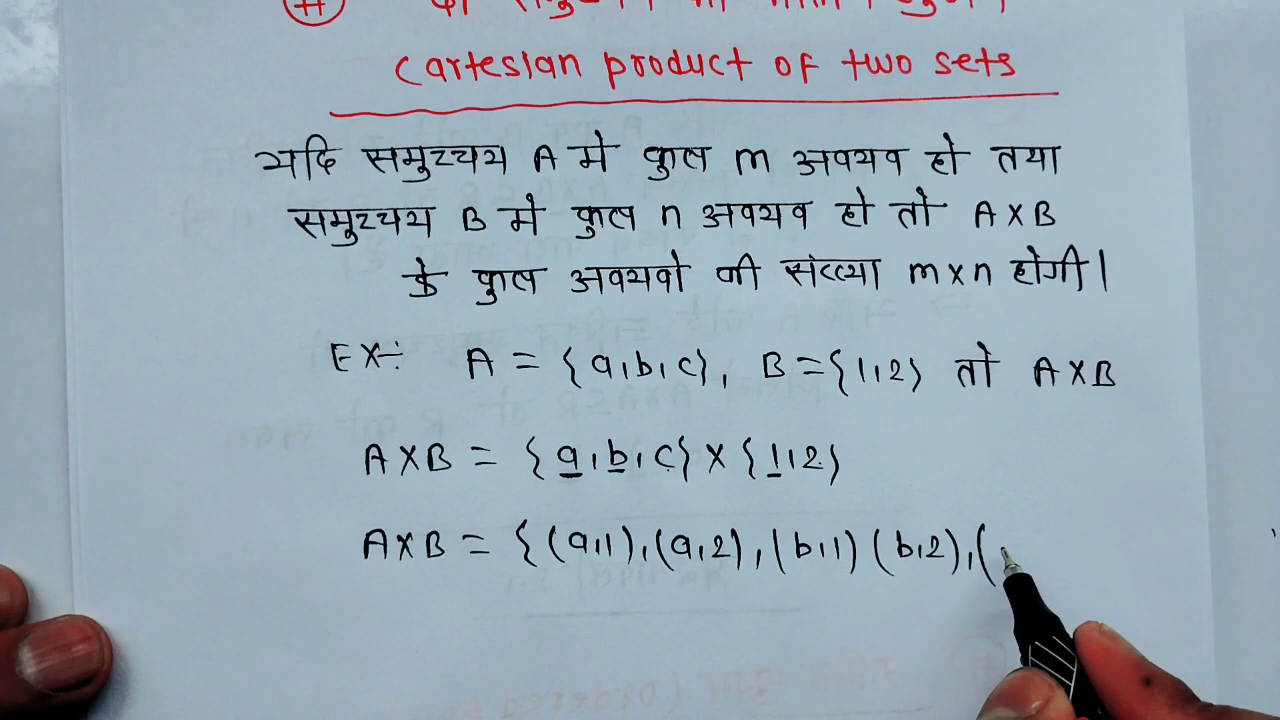 Cartesian product of two sets
यदि समुच्चय A मे कुल m अवयव हो तथा
समुच्चय B मे कुल n अवयव हो तो A×B
के कुल अवयवो की संख्या m×n होगी।
Ex÷ A = {a,b,c}, B={1,2} तो A×B
A×B = {a,b,c}×{1,2}
A×B = {(a,1),(a,2),(b,1)(b,2),(